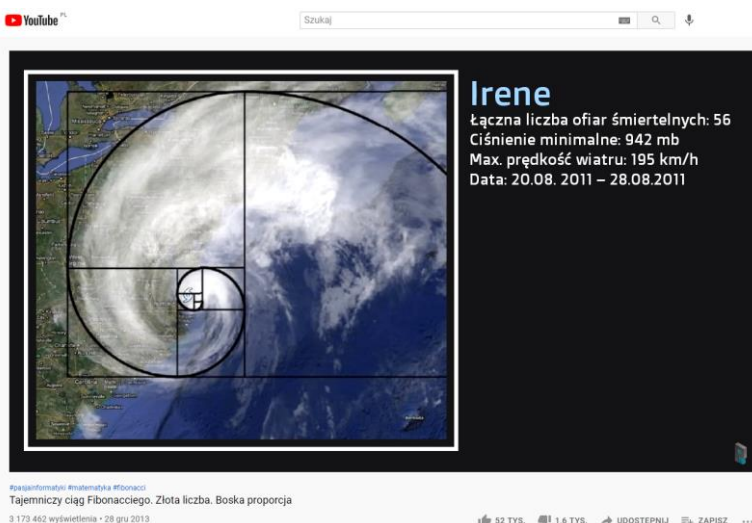 YouTube PL
Szukaj
Irene
Łączna liczba ofiar śmiertelnych: 56
Ciśnienie minimalne: 942 mb
Max. prędkość wiatru: 195 km/h
Data: 20.08. 2011 – 28.08.2011
#pasjainformatyki #matematyka #fibonacci
Tajemniczy ciąg Fibonacciego. Złota liczba. Boska proporcja
3 173 462 wyświetlenia • 28 gru 2013
52 TYS. 1,6 TYS. UDOSTĘPNIJ ZAPISZ